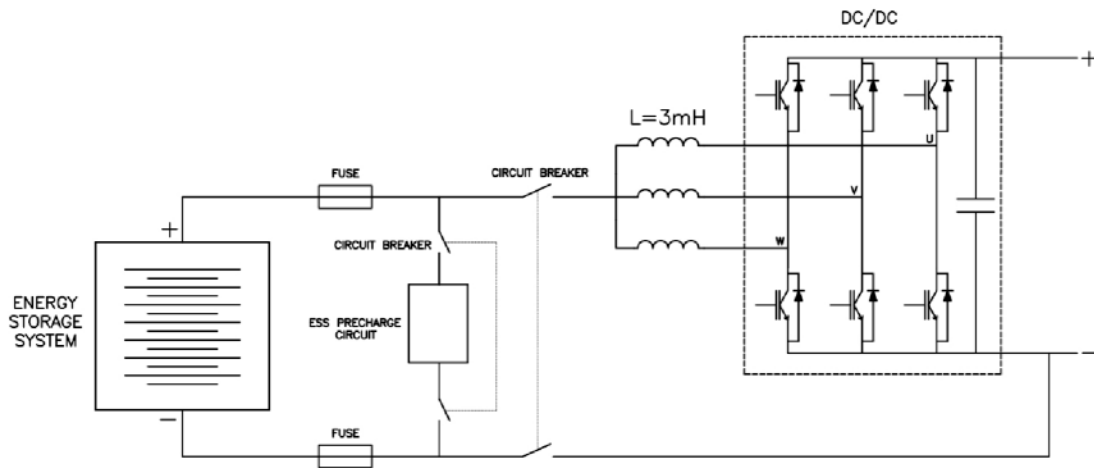 DC/DC
+
L=3mH
U
FUSE
CIRCUIT BREAKER
V
+
CIRCUIT BREAKER
W
ENERGY
STORAGE
SYSTEM
ESS PRECHARGE
CIRCUIT
−
−
FUSE